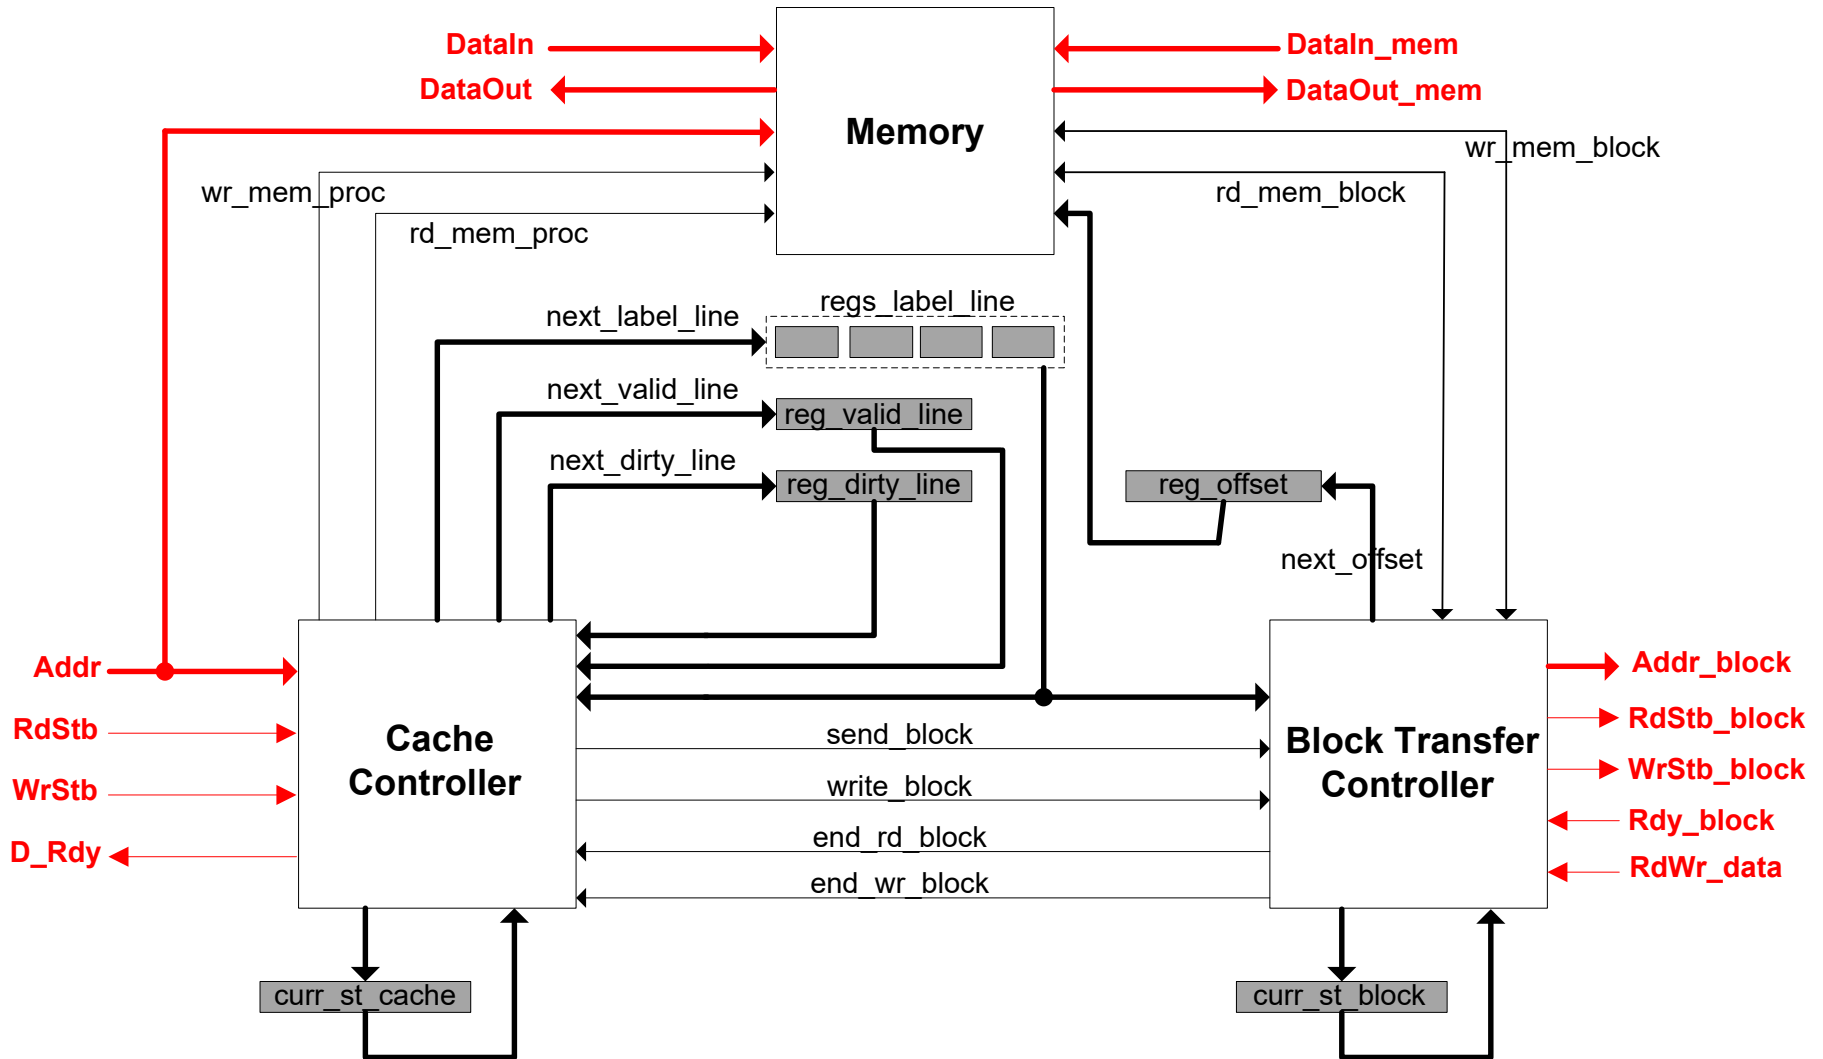 DataIn
DataIn_mem
DataOut
DataOut_mem
Memory
wr_mem_block
wr_mem_proc
rd_mem_block
rd_mem_proc
regs_label_line
next_label_line
next_valid_line
reg_valid_line
next_dirty_line
reg_dirty_line
reg_offset
next_offset
Addr
Addr_block
RdStb
RdStb_block
Cache
Controller
send_block
Block Transfer
Controller
WrStb
write_block
WrStb_block
Rdy_block
end_rd_block
D_Rdy
RdWr_data
end_wr_block
curr_st_cache
curr_st_block